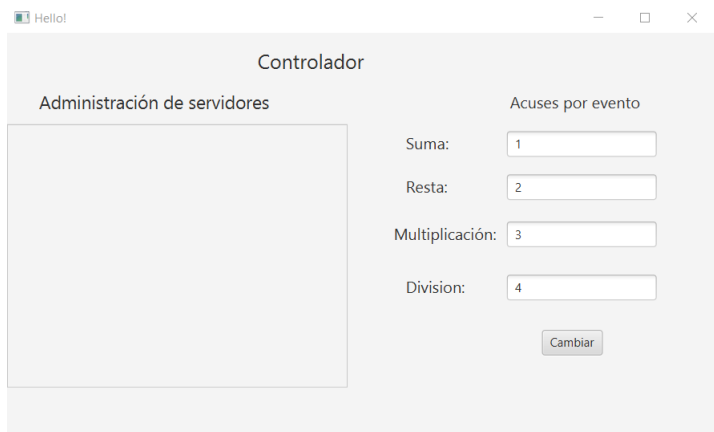 Hello!
Controlador
Administración de servidores
Acuses por evento
Suma: 1
Resta: 2
Multiplicación: 3
Division: 4
Cambiar